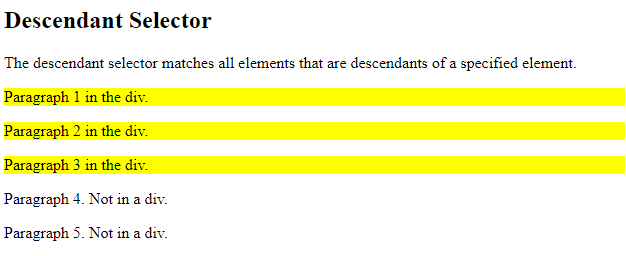 Descendant Selector
The descendant selector matches all elements that are descendants of a specified element.
Paragraph 1 in the div.
Paragraph 2 in the div.
Paragraph 3 in the div.
Paragraph 4. Not in a div.
Paragraph 5. Not in a div.